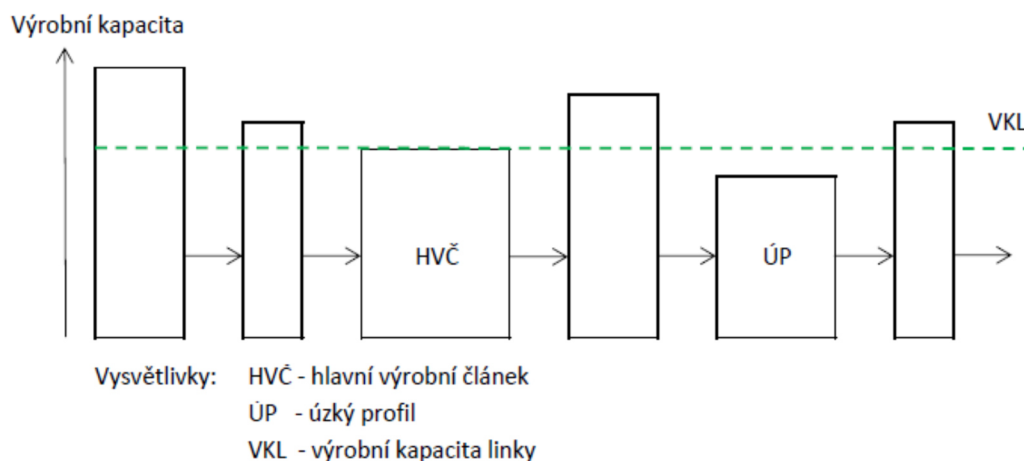 Výrobní kapacita
VKL
HVČ
ÚP
Vysvětlivky: HVČ - hlavní výrobní článek
ÚP - úzký profil
VKL - výrobní kapacita linky